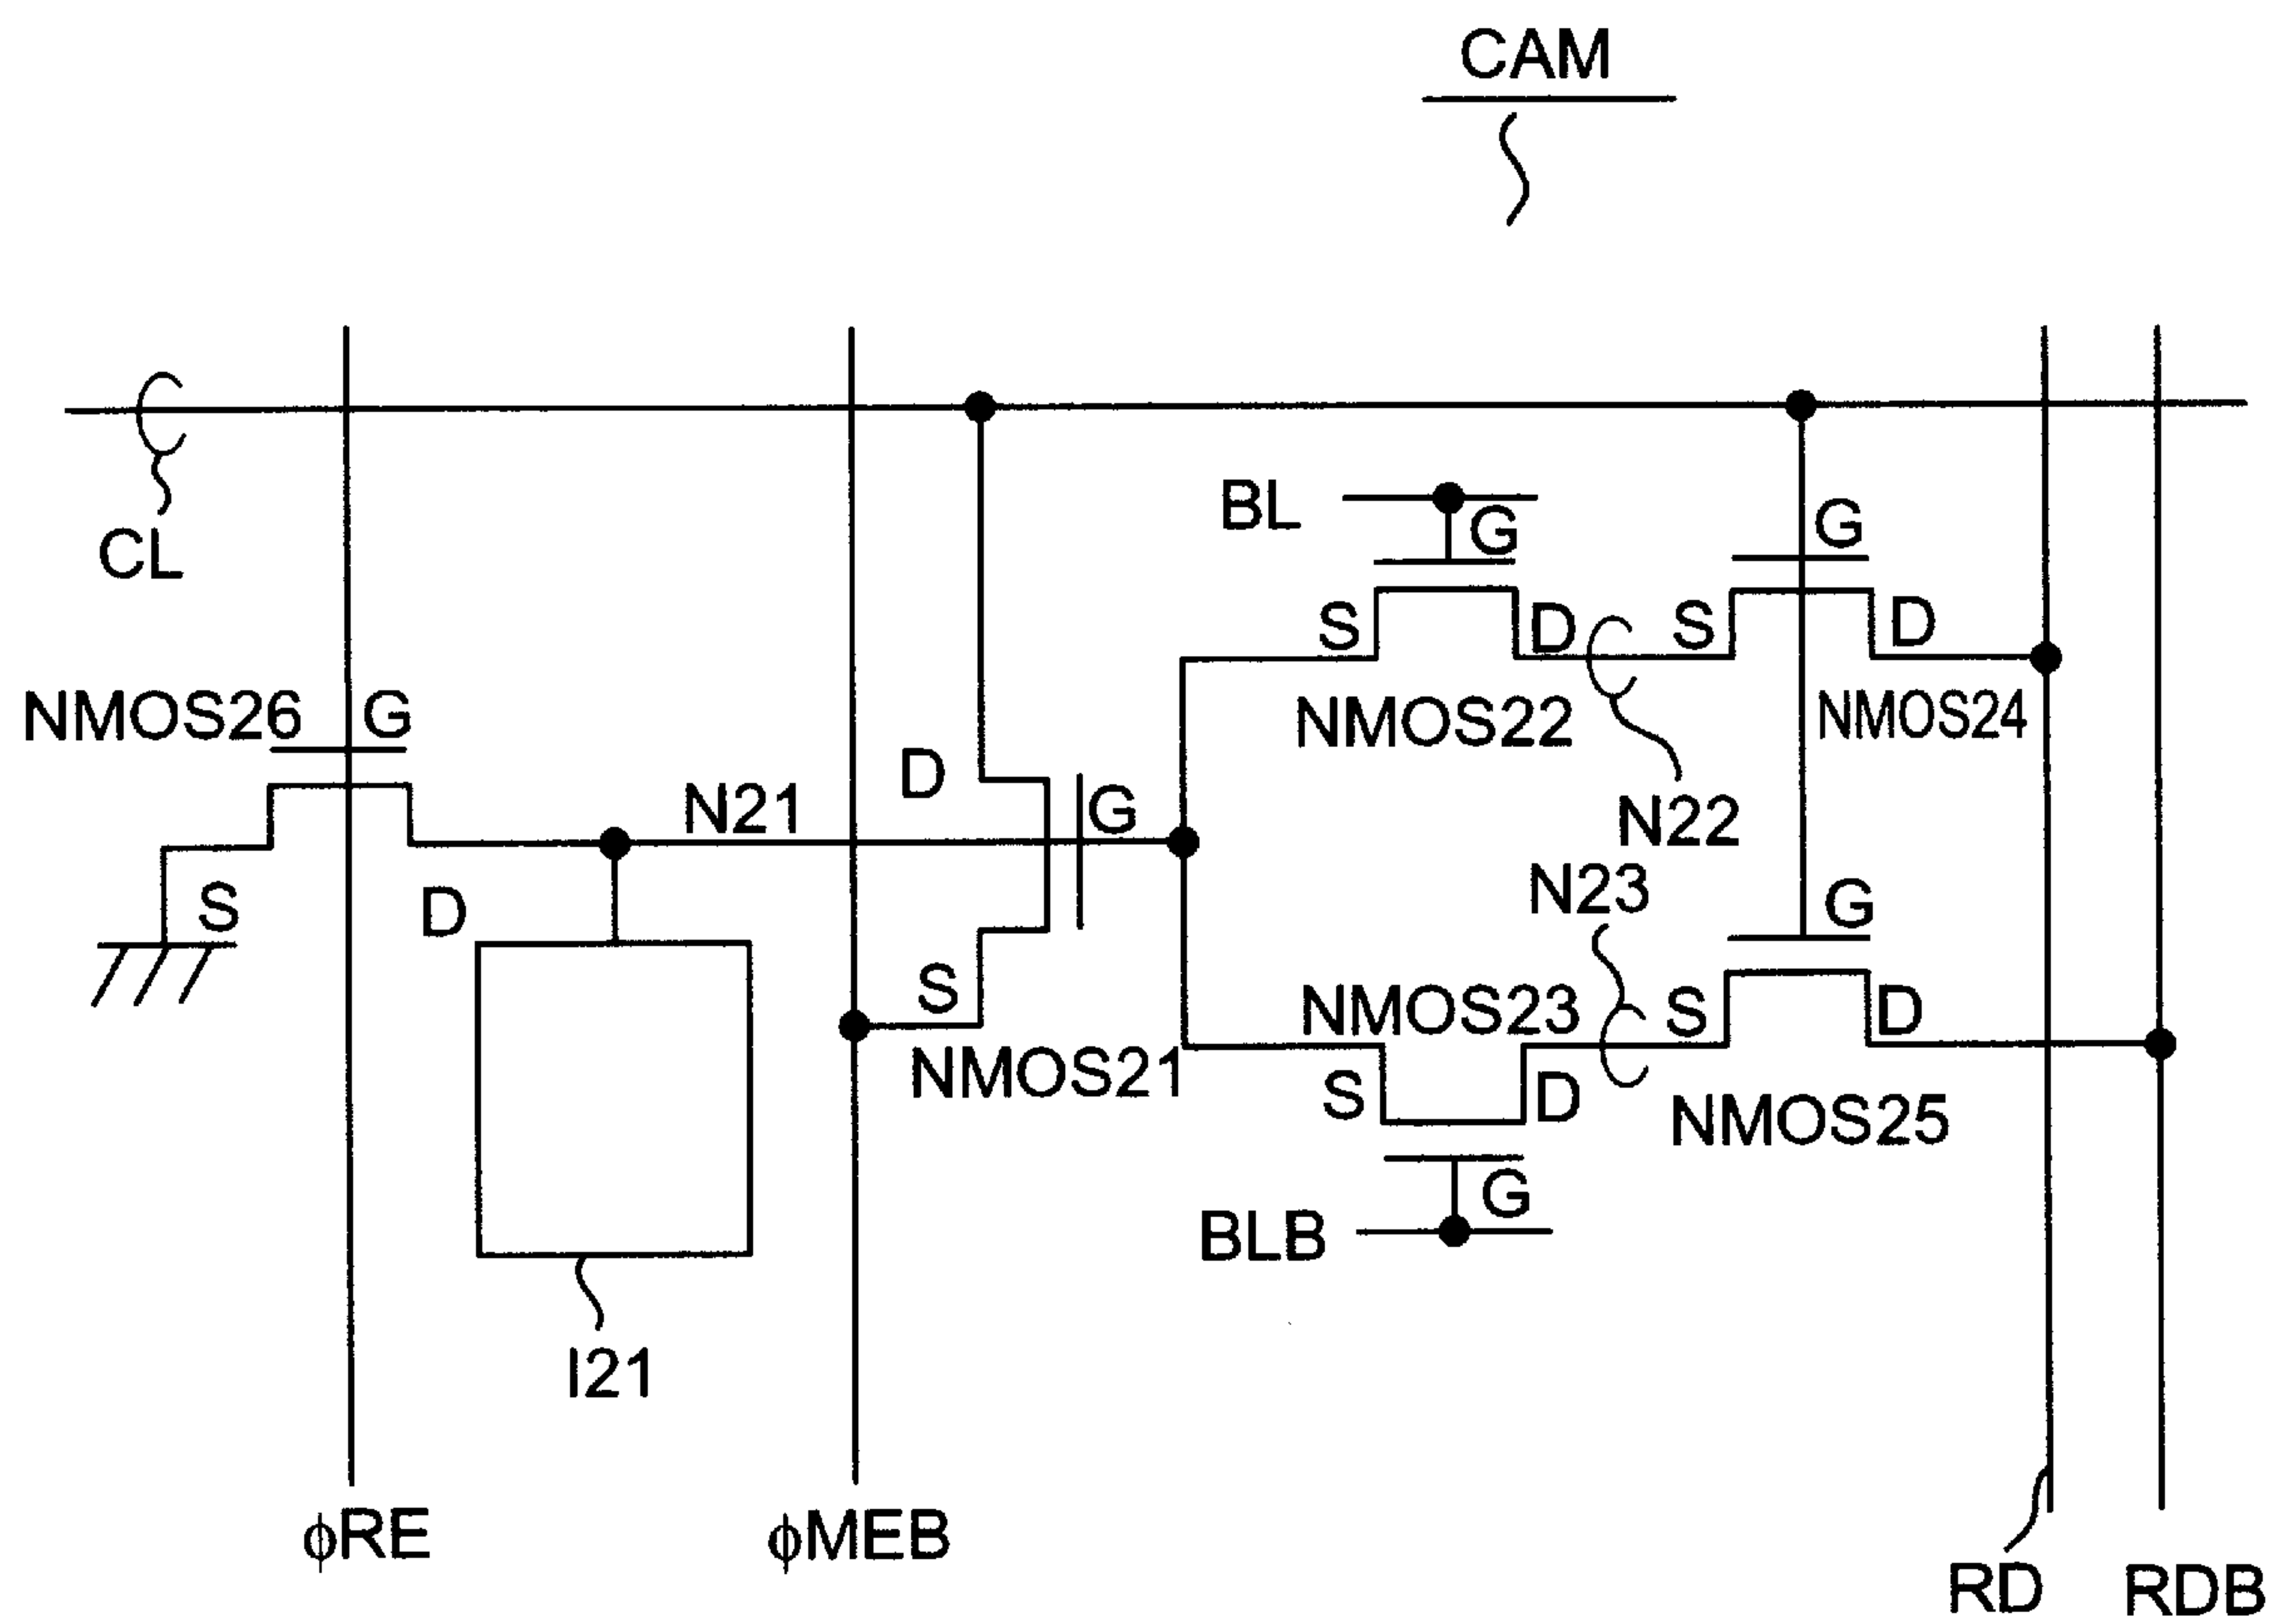 CAM
CL
BL
G
G
S
D
S
D
NMOS26
G
NMOS22
NMOS24
D
N21
G
N22
N23
G
S
D
S
NMOS23
S
D
NMOS21
S
D
NMOS25
G
BLB
I21
ϕRE
ϕMEB
RD
RDB